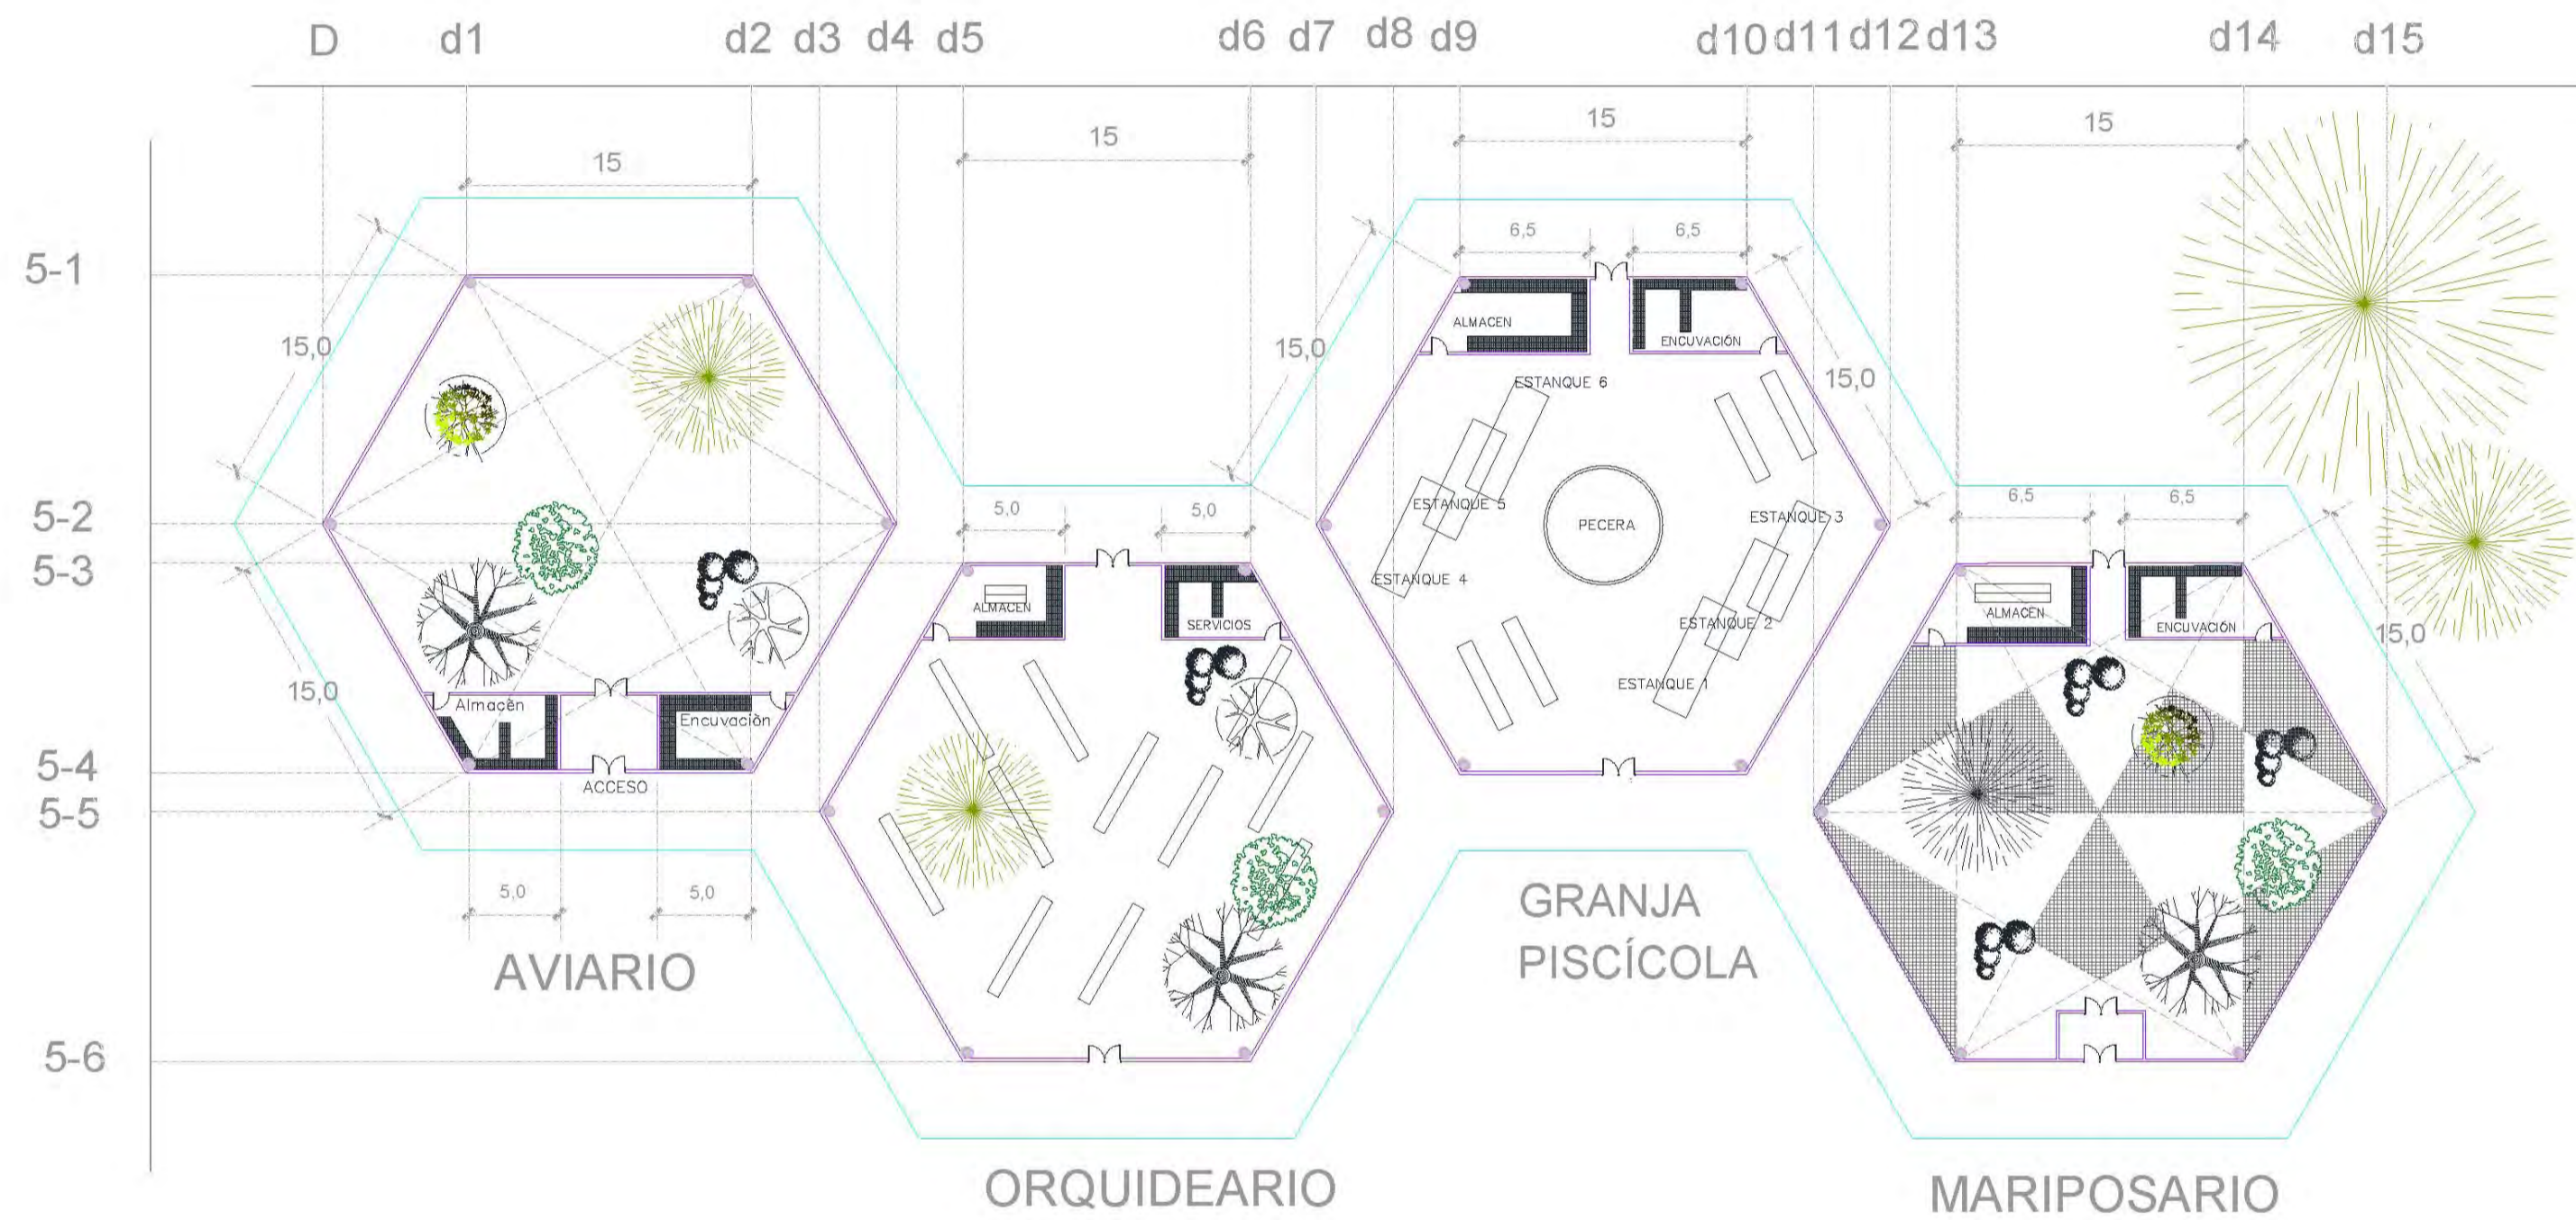 D d1 d2 d3 d4 d5 d6 d7 d8 d9 d10 d11 d12 d13 d14 d15
15
15
15
15
5-1
5-2
5-3
5-4
5-5
5-6
15,0
15,0
Almacěn
Encuvaciòn
ACCESO
5,0
5,0
AVIARIO
5,0
5,0
ALMACEN
SERVICIOS
ORQUIDEARIO
15,0
6,5
6,5
15,0
ALMACEN
ENCUVACIÓN
ESTANQUE 6
ESTANQUE 5
ESTANQUE 4
PECERA
ESTANQUE 3
ESTANQUE 2
ESTANQUE 1
GRANJA
PISCÍCOLA
6,5
6,5
15,0
ALMACEN
ENCUVACIÓN
MARIPOSARIO